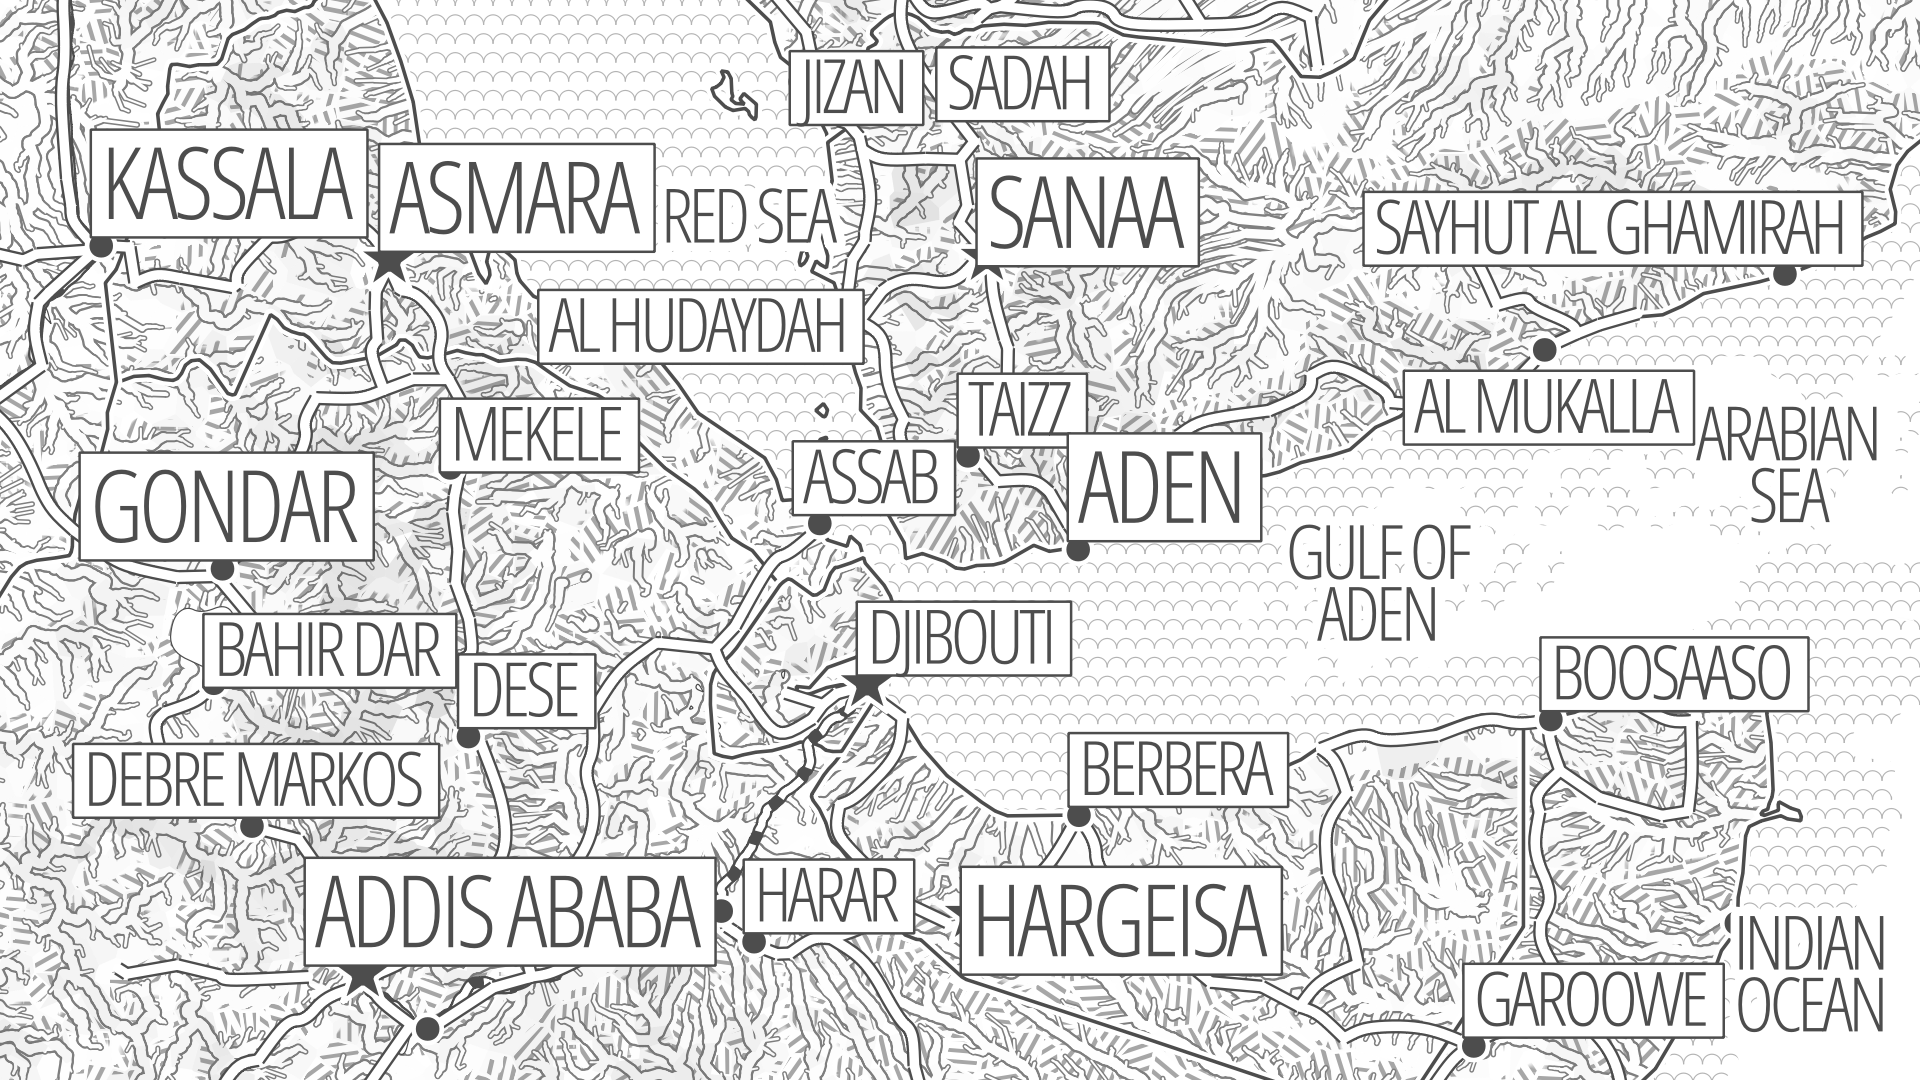 JIZAN
SADAH
KASSALA
ASMARA
RED SEA
SANAA
SAYHUT AL GHAMIRAH
AL HUDAYDAH
TAIZZ
AL MUKALLA
MEKELE
ARABIAN
SEA
ASSAB
ADEN
GONDAR
GULF OF
ADEN
DJIBOUTI
BAHIR DAR
DESE
BOOSAASO
DEBRE MARKOS
BERBERA
ADDIS ABABA
HARAR
HARGEISA
INDIAN
OCEAN
GAROOWE